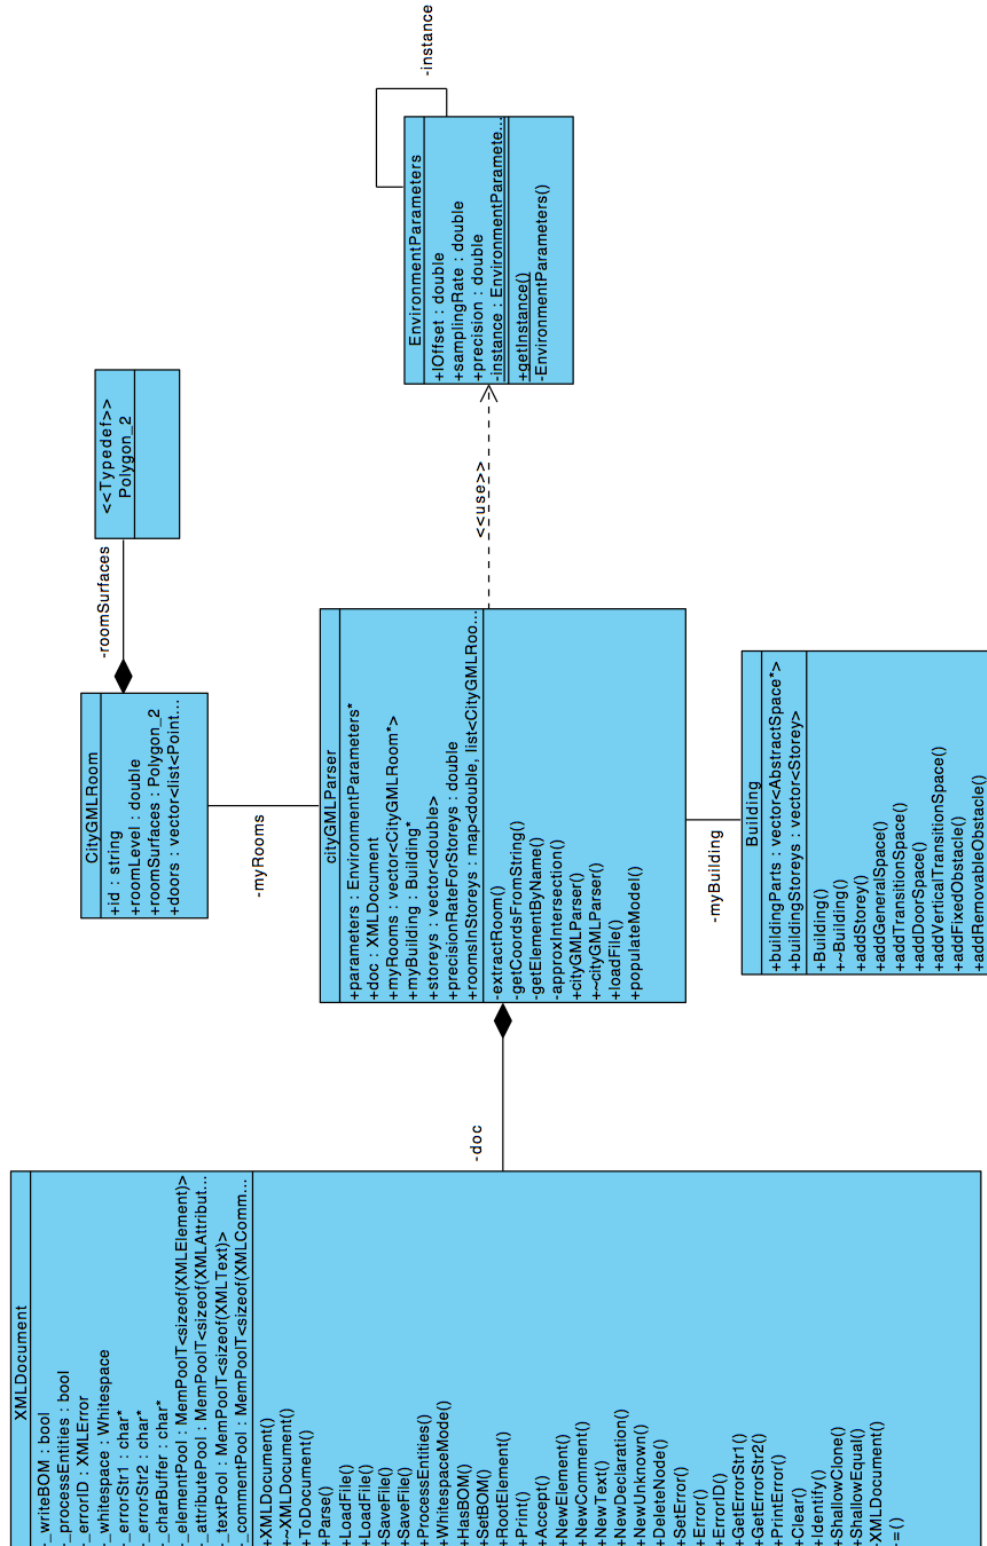 XMLDocument
-_writeBOM : bool
-_processEntities : bool
-_errorID : XMLError
-_whitespace : Whitespace
-_errorStr1 : char*
-_errorStr2 : char*
-_charBuffer : char*
-_elementPool : MemPoolT<sizeof(XMLElement)>
-_attributePool : MemPoolT<sizeof(XMLAttribut...
-_textPool : MemPoolT<sizeof(XMLText)>
-_commentPool : MemPoolT<sizeof(XMLComm...
+XMLDocument()
+~XMLDocument()
+ToDocument()
+Parse()
+LoadFile()
+LoadFile()
+SaveFile()
+SaveFile()
+ProcessEntities()
+WhitespaceMode()
+HasBOM()
+SetBOM()
+RootElement()
+Print()
+Accept()
+NewElement()
+NewComment()
+NewText()
+NewDeclaration()
+NewUnknown()
+DeleteNode()
+SetError()
+Error()
+ErrorID()
+GetErrorStr1()
+GetErrorStr2()
+PrintError()
+Clear()
+Identify()
+ShallowClone()
+ShallowEqual()
-XMLDocument()
-=()
-doc
CityGMLRoom
+id : string
+roomLevel : double
+roomSurfaces : Polygon_2
+doors : vector<list<Point...
-roomSurfaces
<<Typedef>>
Polygon_2
-myRooms
cityGMLParser
+parameters : EnvironmentParameters*
+doc : XMLDocument
+myRooms : vector<CityGMLRoom*>
+myBuilding : Building*
+storeys : vector<double>
+precisionRateForStoreys : double
+roomsInStoreys : map<double, list<CityGMLRoo...
-extractRoom()
-getCoordsFromString()
-getElementByName()
-approxIntersection()
+cityGMLParser()
+~cityGMLParser()
+loadFile()
+populateModel()
<<use>>
EnvironmentParameters
+IOffset : double
+samplingRate : double
+precision : double
-instance : EnvironmentParamete...
+getInstance()
-EnvironmentParameters()
-instance
-myBuilding
Building
+buildingParts : vector<AbstractSpace*>
+buildingStoreys : vector<Storey>
+Building()
+~Building()
+addStorey()
+addGeneralSpace()
+addTransitionSpace()
+addDoorSpace()
+addVerticalTransitionSpace()
+addFixedObstacle()
+addRemovableObstacle()